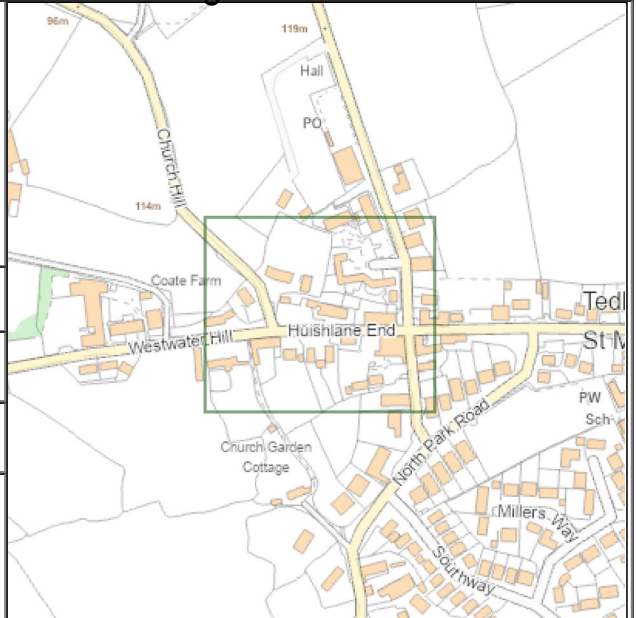 96m
119m
Hall
PO
Church Hill
114m
Coate Farm
Tedl
Huishlane End
Westwater Hill
St M
PW
Sch
North Park Road
Church Garden
Cottage
Millers Way
Southway